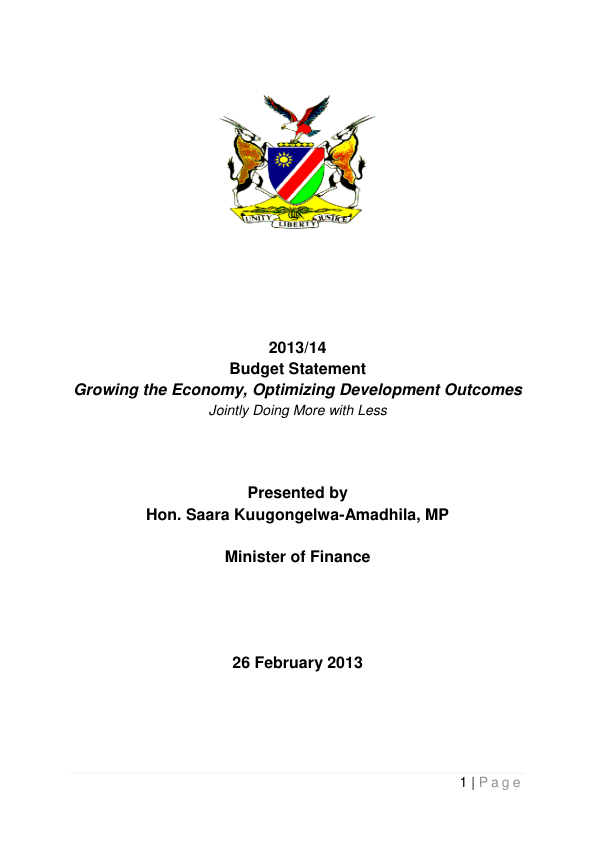 UNITY LIBERTY JUSTICE
2013/14
Budget Statement
Growing the Economy, Optimizing Development Outcomes
Jointly Doing More with Less
Presented by
Hon. Saara Kuugongelwa-Amadhila, MP
Minister of Finance
26 February 2013
1 | Page